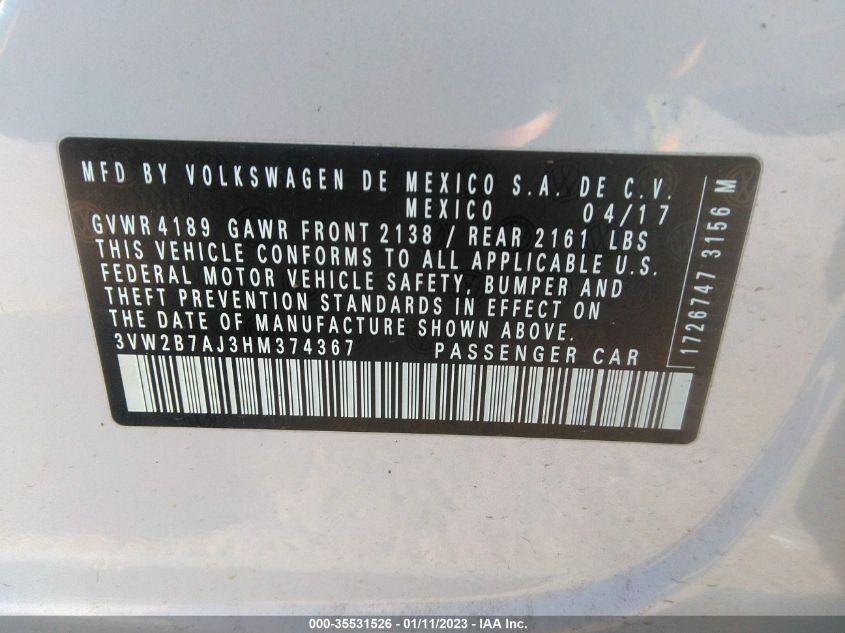 MFD BY VOLKSWAGEN DE MEXICO S.A. DE C.V.
MEXICO 04/17
GVWR 4189 GAWR FRONT 2138 / REAR 2161 LBS
THIS VEHICLE CONFORMS TO ALL APPLICABLE U.S.
FEDERAL MOTOR VEHICLE SAFETY, BUMPER AND
THEFT PREVENTION STANDARDS IN EFFECT ON
THE DATE OF MANUFACTURE SHOWN ABOVE.
3VW2B7AJ3HM374367 PASSENGER CAR
1726747 3156 M
000-35531526 - 01/11/2023 - IAAI Inc.